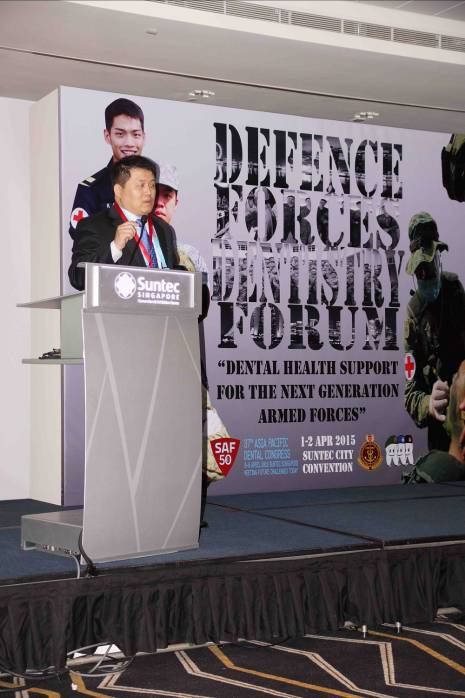 DEFENCE
FORCES
DENTISTRY
FORUM
"DENTAL HEALTH SUPPORT
FOR THE NEXT GENERATION
ARMED FORCES"
SAF
50
37TH ASIA PACIFIC
DENTAL CONGRESS
1-2 APR 2015
SUNTEC CITY
CONVENTION
Suntec
SINGAPORE